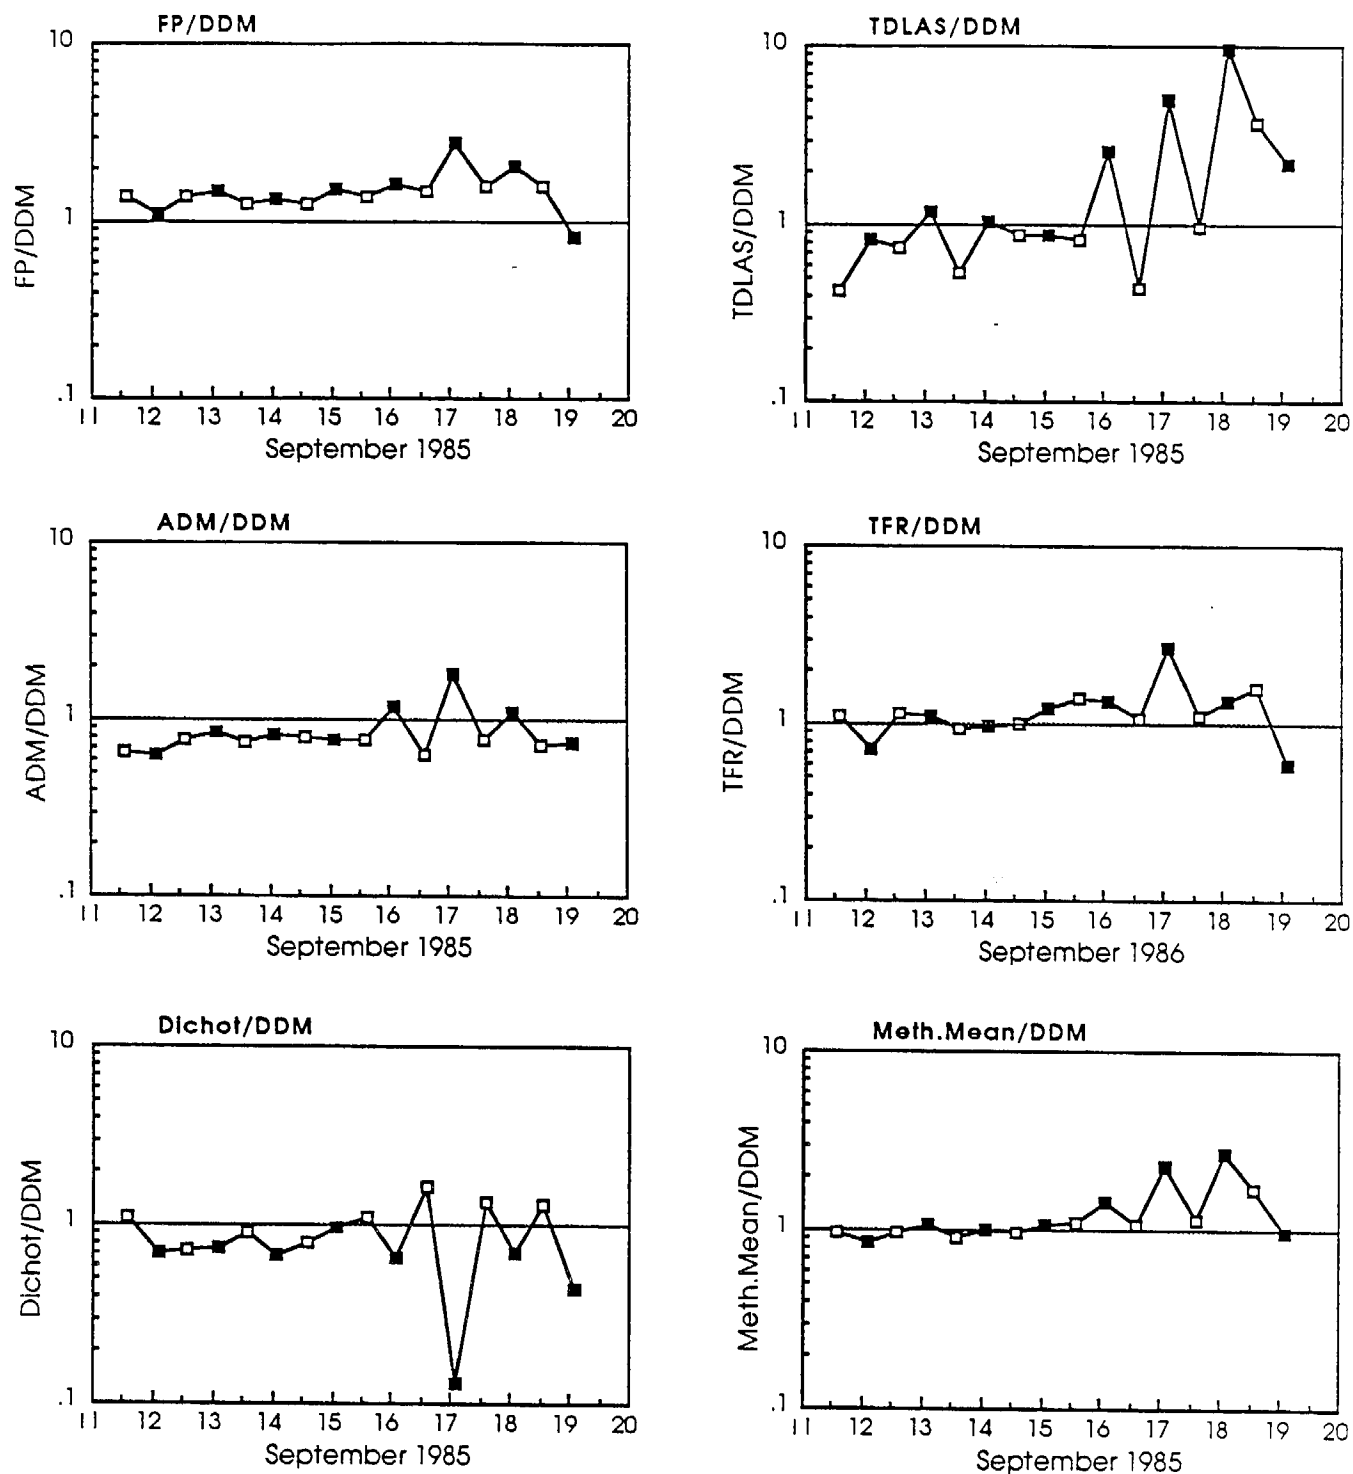 FP/DDM
10
1
.1
FP/DDM
11 12 13 14 15 16 17 18 19 20
September 1985
TDLAS/DDM
10
1
.1
TDLAS/DDM
11 12 13 14 15 16 17 18 19 20
September 1985
ADM/DDM
10
1
.1
ADM/DDM
11 12 13 14 15 16 17 18 19 20
September 1985
TFR/DDM
10
1
.1
TFR/DDM
11 12 13 14 15 16 17 18 19 20
September 1986
Dichot/DDM
10
1
.1
Dichot/DDM
11 12 13 14 15 16 17 18 19 20
September 1985
Meth.Mean/DDM
10
1
.1
Meth.Mean/DDM
11 12 13 14 15 16 17 18 19 20
September 1985